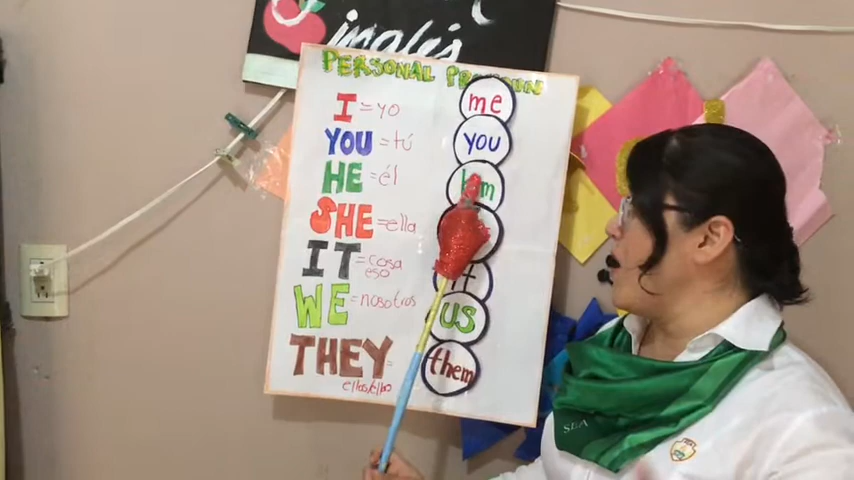 inglés
PERSONAL PRONOUN
I = yo me
YOU = tú YOU
HE = él him
SHE = ella
IT = cosa it
eso
WE = nosotros US
THEY = them
ellos/ellas